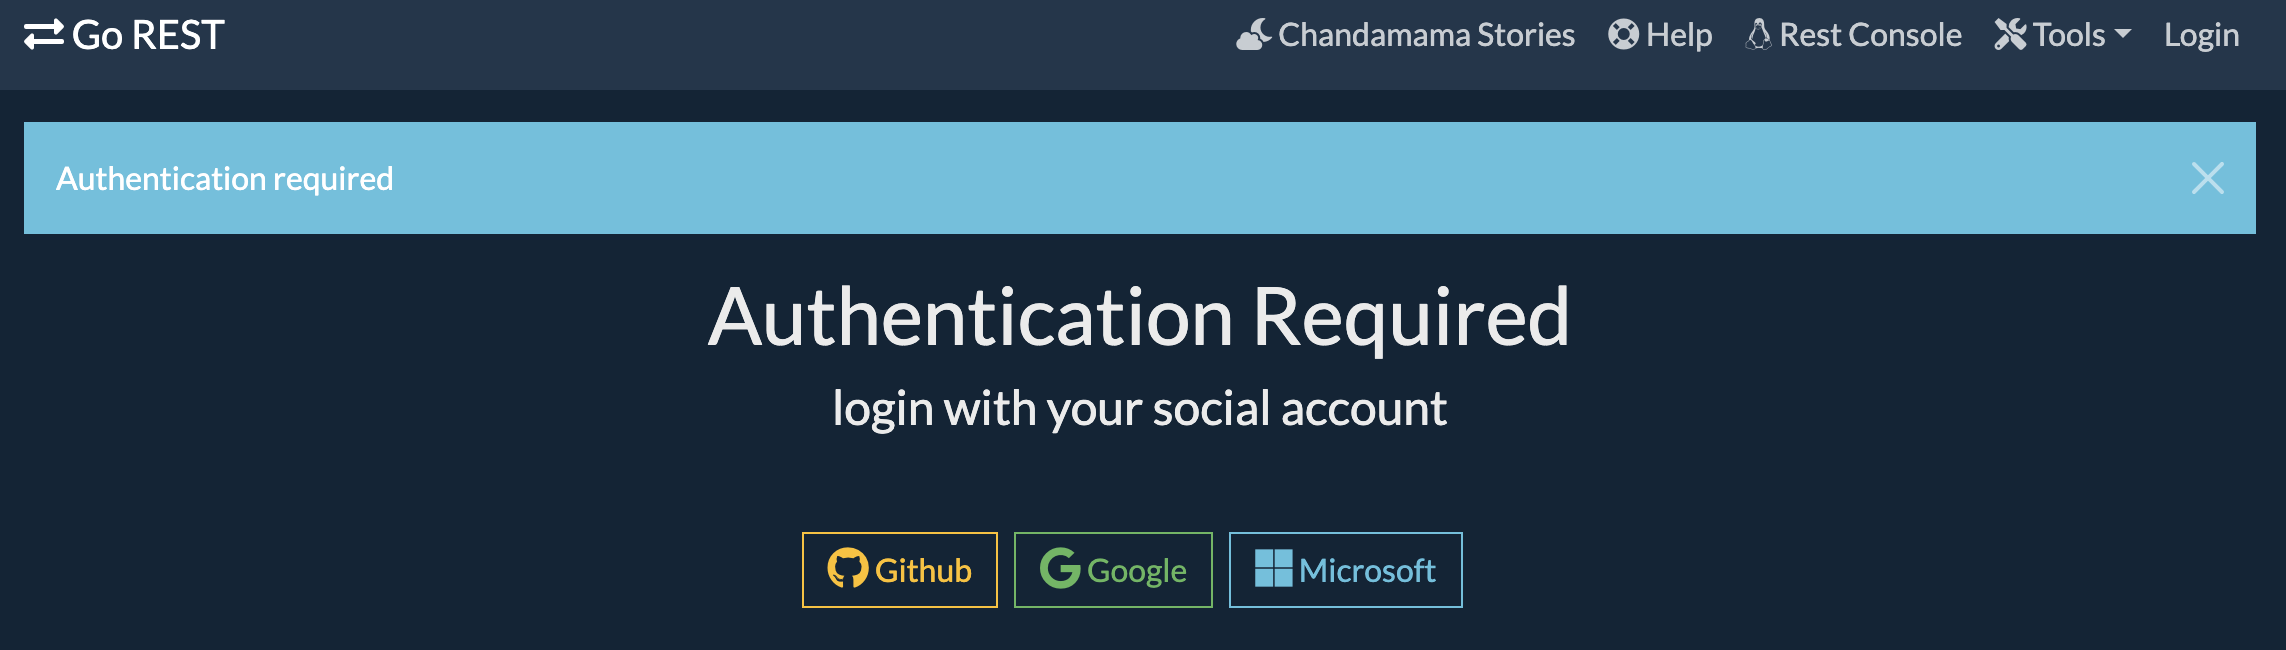 Go REST
Chandamama Stories Help Rest Console Tools Login
Authentication required
Authentication Required
login with your social account
Github Google Microsoft